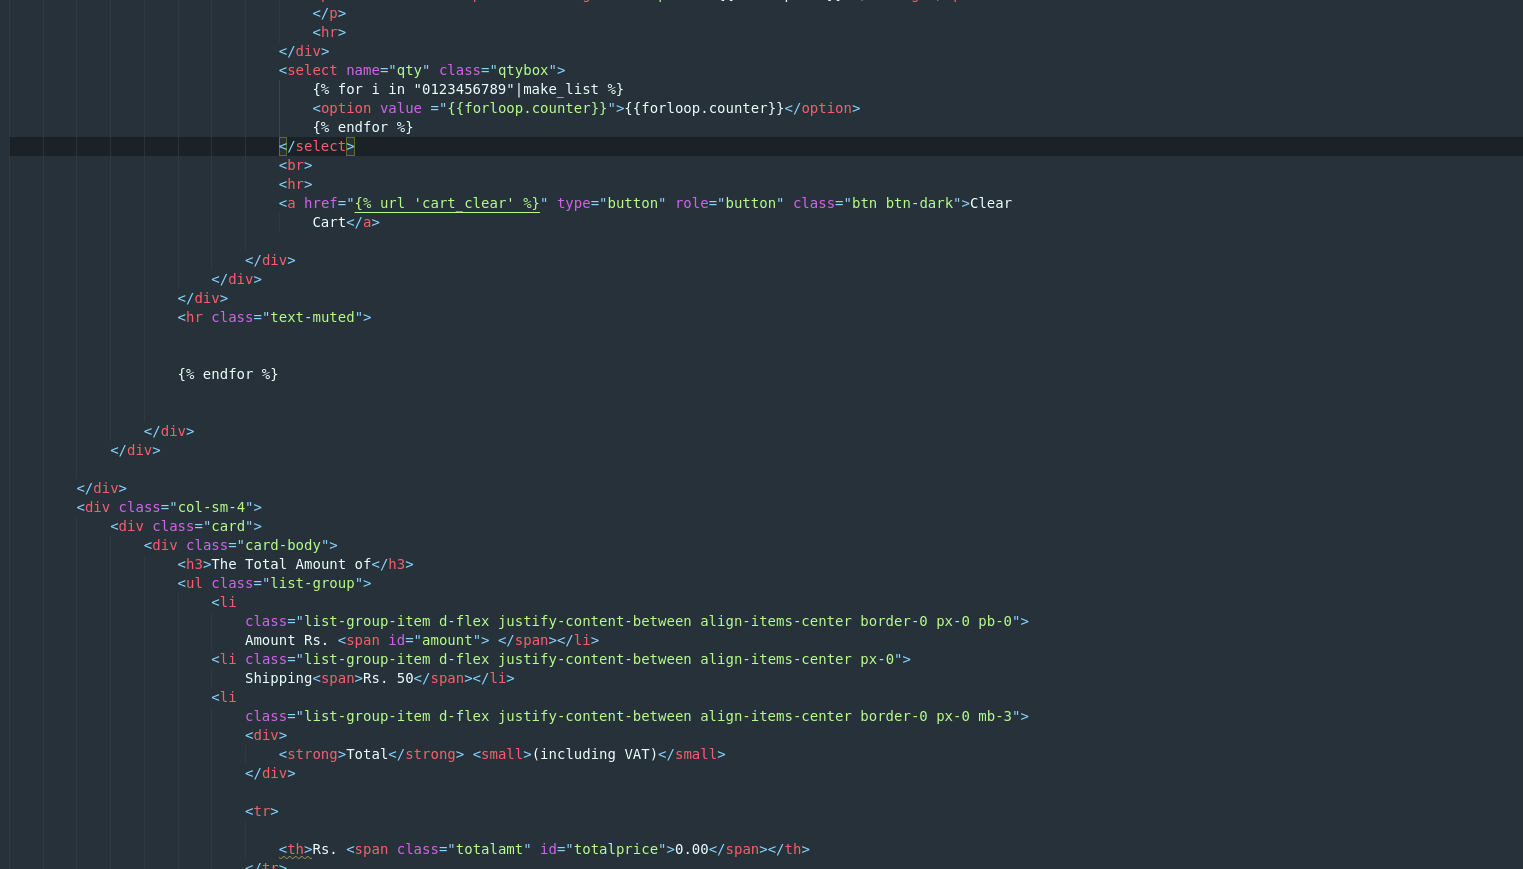 </p>
<hr>
</div>
<select name="qty" class="qtybox">
{% for i in "0123456789"|make_list %}
<option value ="{{forloop.counter}}">{{forloop.counter}}</option>
{% endfor %}
</select>
<br>
<hr>
<a href="{% url 'cart_clear' %}" type="button" role="button" class="btn btn-dark">Clear
Cart</a>
</div>
</div>
</div>
<hr class="text-muted">
{% endfor %}
</div>
</div>
</div>
<div class="col-sm-4">
<div class="card">
<div class="card-body">
<h3>The Total Amount of</h3>
<ul class="list-group">
<li
class="list-group-item d-flex justify-content-between align-items-center border-0 px-0 pb-0">
Amount Rs. <span id="amount"> </span></li>
<li class="list-group-item d-flex justify-content-between align-items-center px-0">
Shipping<span>Rs. 50</span></li>
<li
class="list-group-item d-flex justify-content-between align-items-center border-0 px-0 mb-3">
<div>
<strong>Total</strong> <small>(including VAT)</small>
</div>
<tr>
<th>Rs. <span class="totalamt" id="totalprice">0.00</span></th>
</tr>